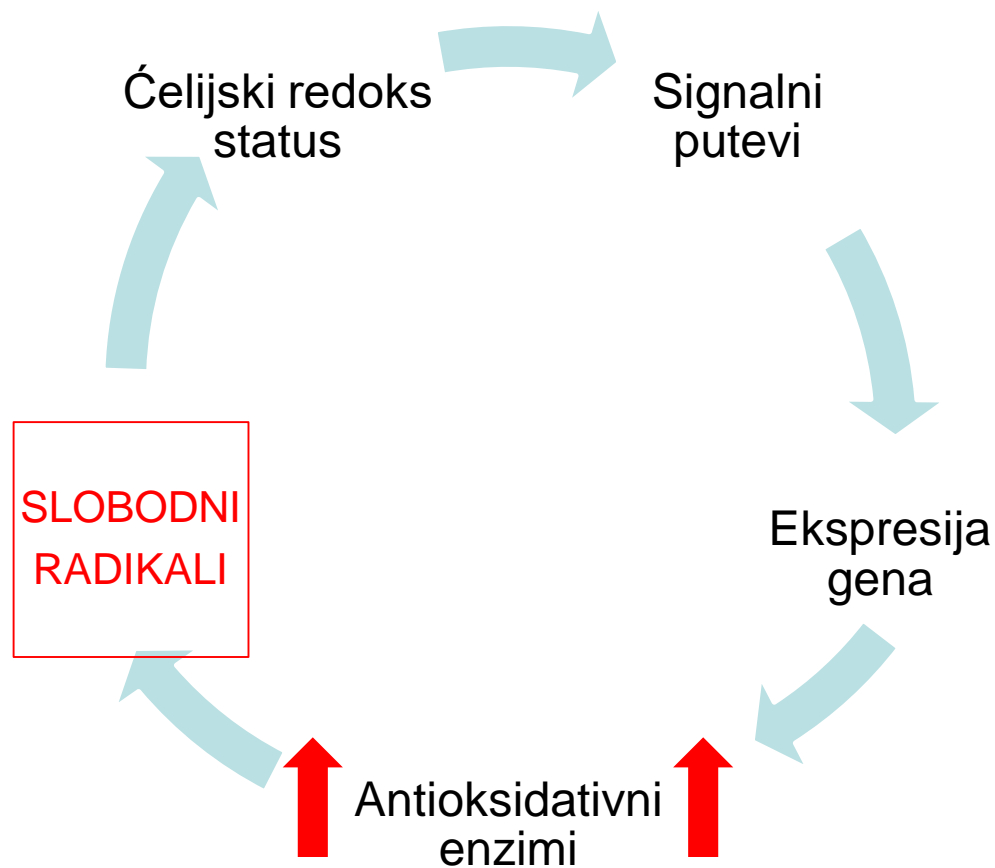 Ćelijski redoks
status
Signalni
putevi
Ekspresija
gena
Antioksidativni
enzimi
SLOBODNI
RADIKALI